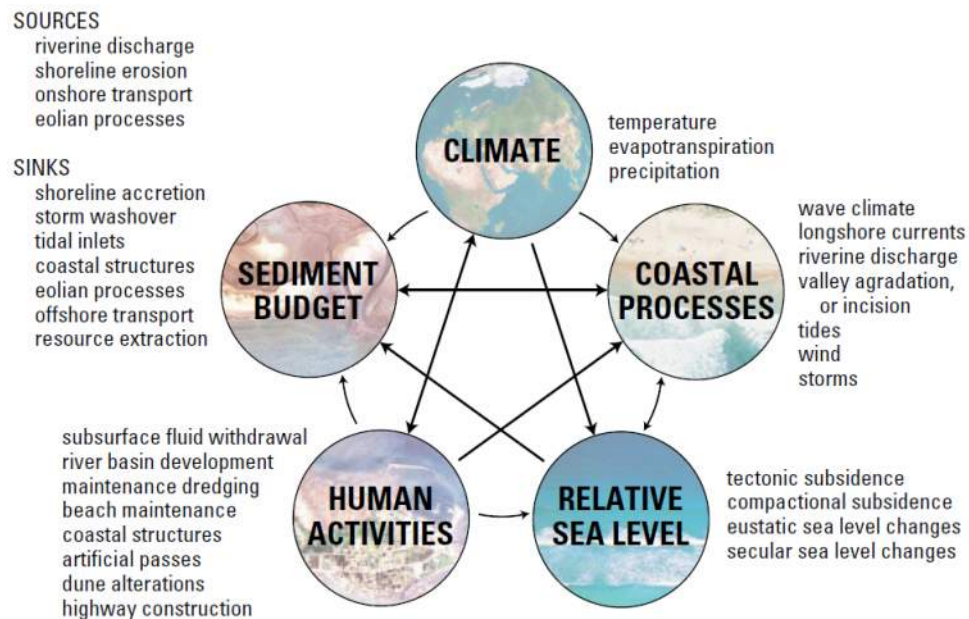 SOURCES
riverine discharge
shoreline erosion
onshore transport
eolian processes
SINKS
shoreline accretion
storm washover
tidal inlets
coastal structures
eolian processes
offshore transport
resource extraction
CLIMATE
temperature
evapotranspiration
precipitation
SEDIMENT
BUDGET
COASTAL
PROCESSES
wave climate
longshore currents
riverine discharge
valley agradation,
or incision
tides
wind
storms
subsurface fluid withdrawal
river basin development
maintenance dredging
beach maintenance
coastal structures
artificial passes
dune alterations
highway construction
HUMAN
ACTIVITIES
RELATIVE
SEA LEVEL
tectonic subsidence
compactional subsidence
eustatic sea level changes
secular sea level changes